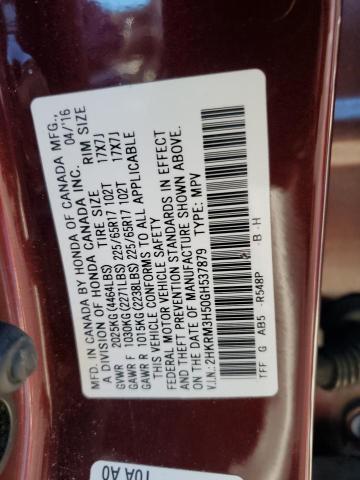 MFD. IN CANADA BY HONDA OF CANADA MFG.,
A DIVISION OF HONDA CANADA INC. 04/'16
TIRE SIZE RIM SIZE
GVWR 2025KG(4464LBS)
GAWR F 1030KG(2271LBS) 225/65R17 102T 17X7J
GAWR R 1015KG(2238LBS) 225/65R17 102T 17X7J
THIS VEHICLE CONFORMS TO ALL APPLICABLE
FEDERAL MOTOR VEHICLE SAFETY
AND THEFT PREVENTION STANDARDS IN EFFECT
ON THE DATE OF MANUFACTURE SHOWN ABOVE.
V.I.N.: 2HKRM3H50GH537879 TYPE: MPV
TFF G AB5 -R548P -B -H
TOA A0